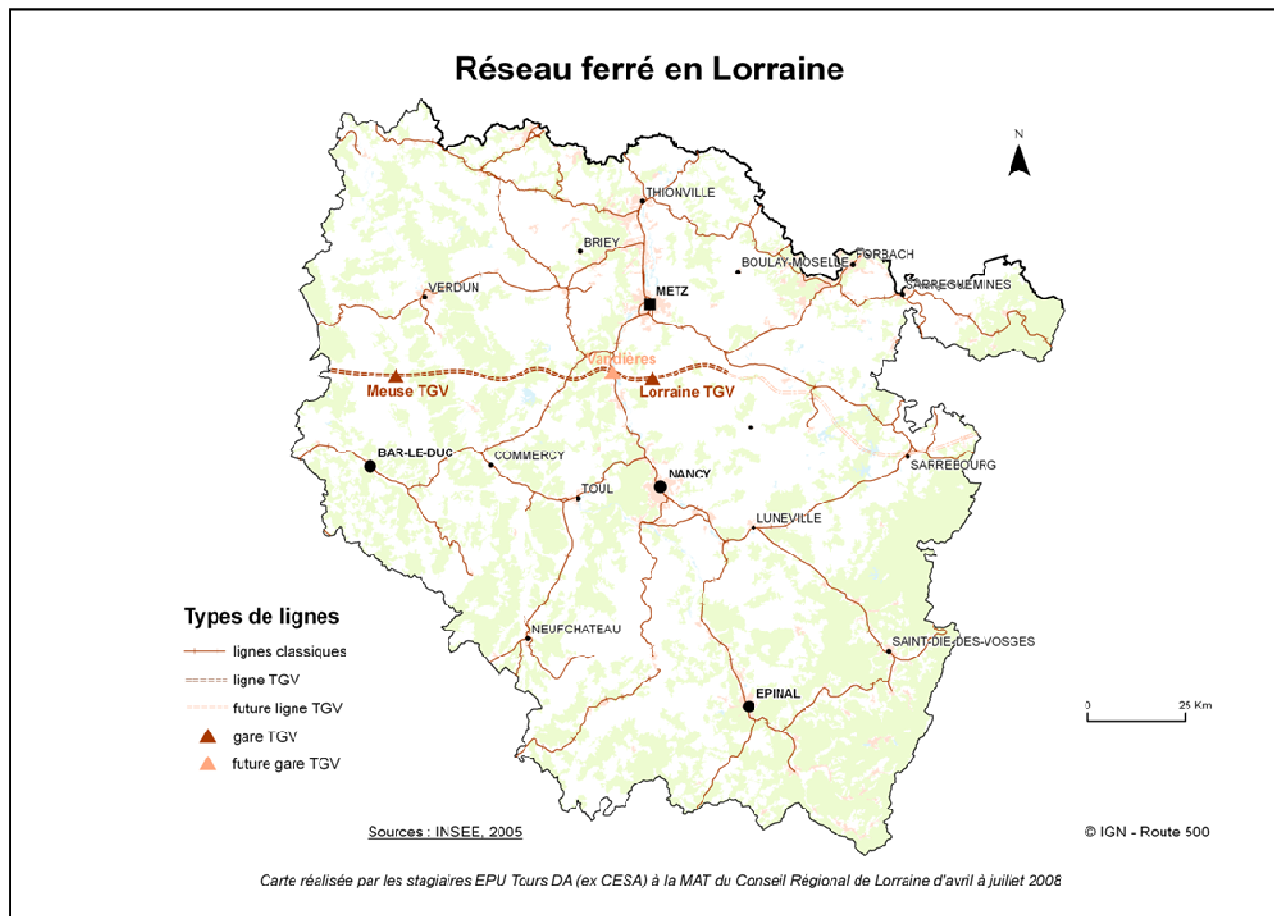 Réseau ferré en Lorraine
N
THIONVILLE
BRIEY
BOULAY-MOSELLE
FORBACH
SARREGUEMINES
VERDUN
METZ
Vandières
Meuse TGV
Lorraine TGV
BAR-LE-DUC
COMMERCY
SARREBOURG
NANCY
TOUL
LUNEVILLE
Types de lignes
NEUFCHATEAU
SAINT-DIE-DES-VOSGES
lignes classiques
ligne TGV
EPINAL
future ligne TGV
0 25 Km
gare TGV
future gare TGV
Sources : INSEE, 2005
© IGN - Route 500
Carte réalisée par les stagiaires EPU Tours DA (ex CESA) à la MAT du Conseil Régional de Lorraine d'avril à juillet 2008